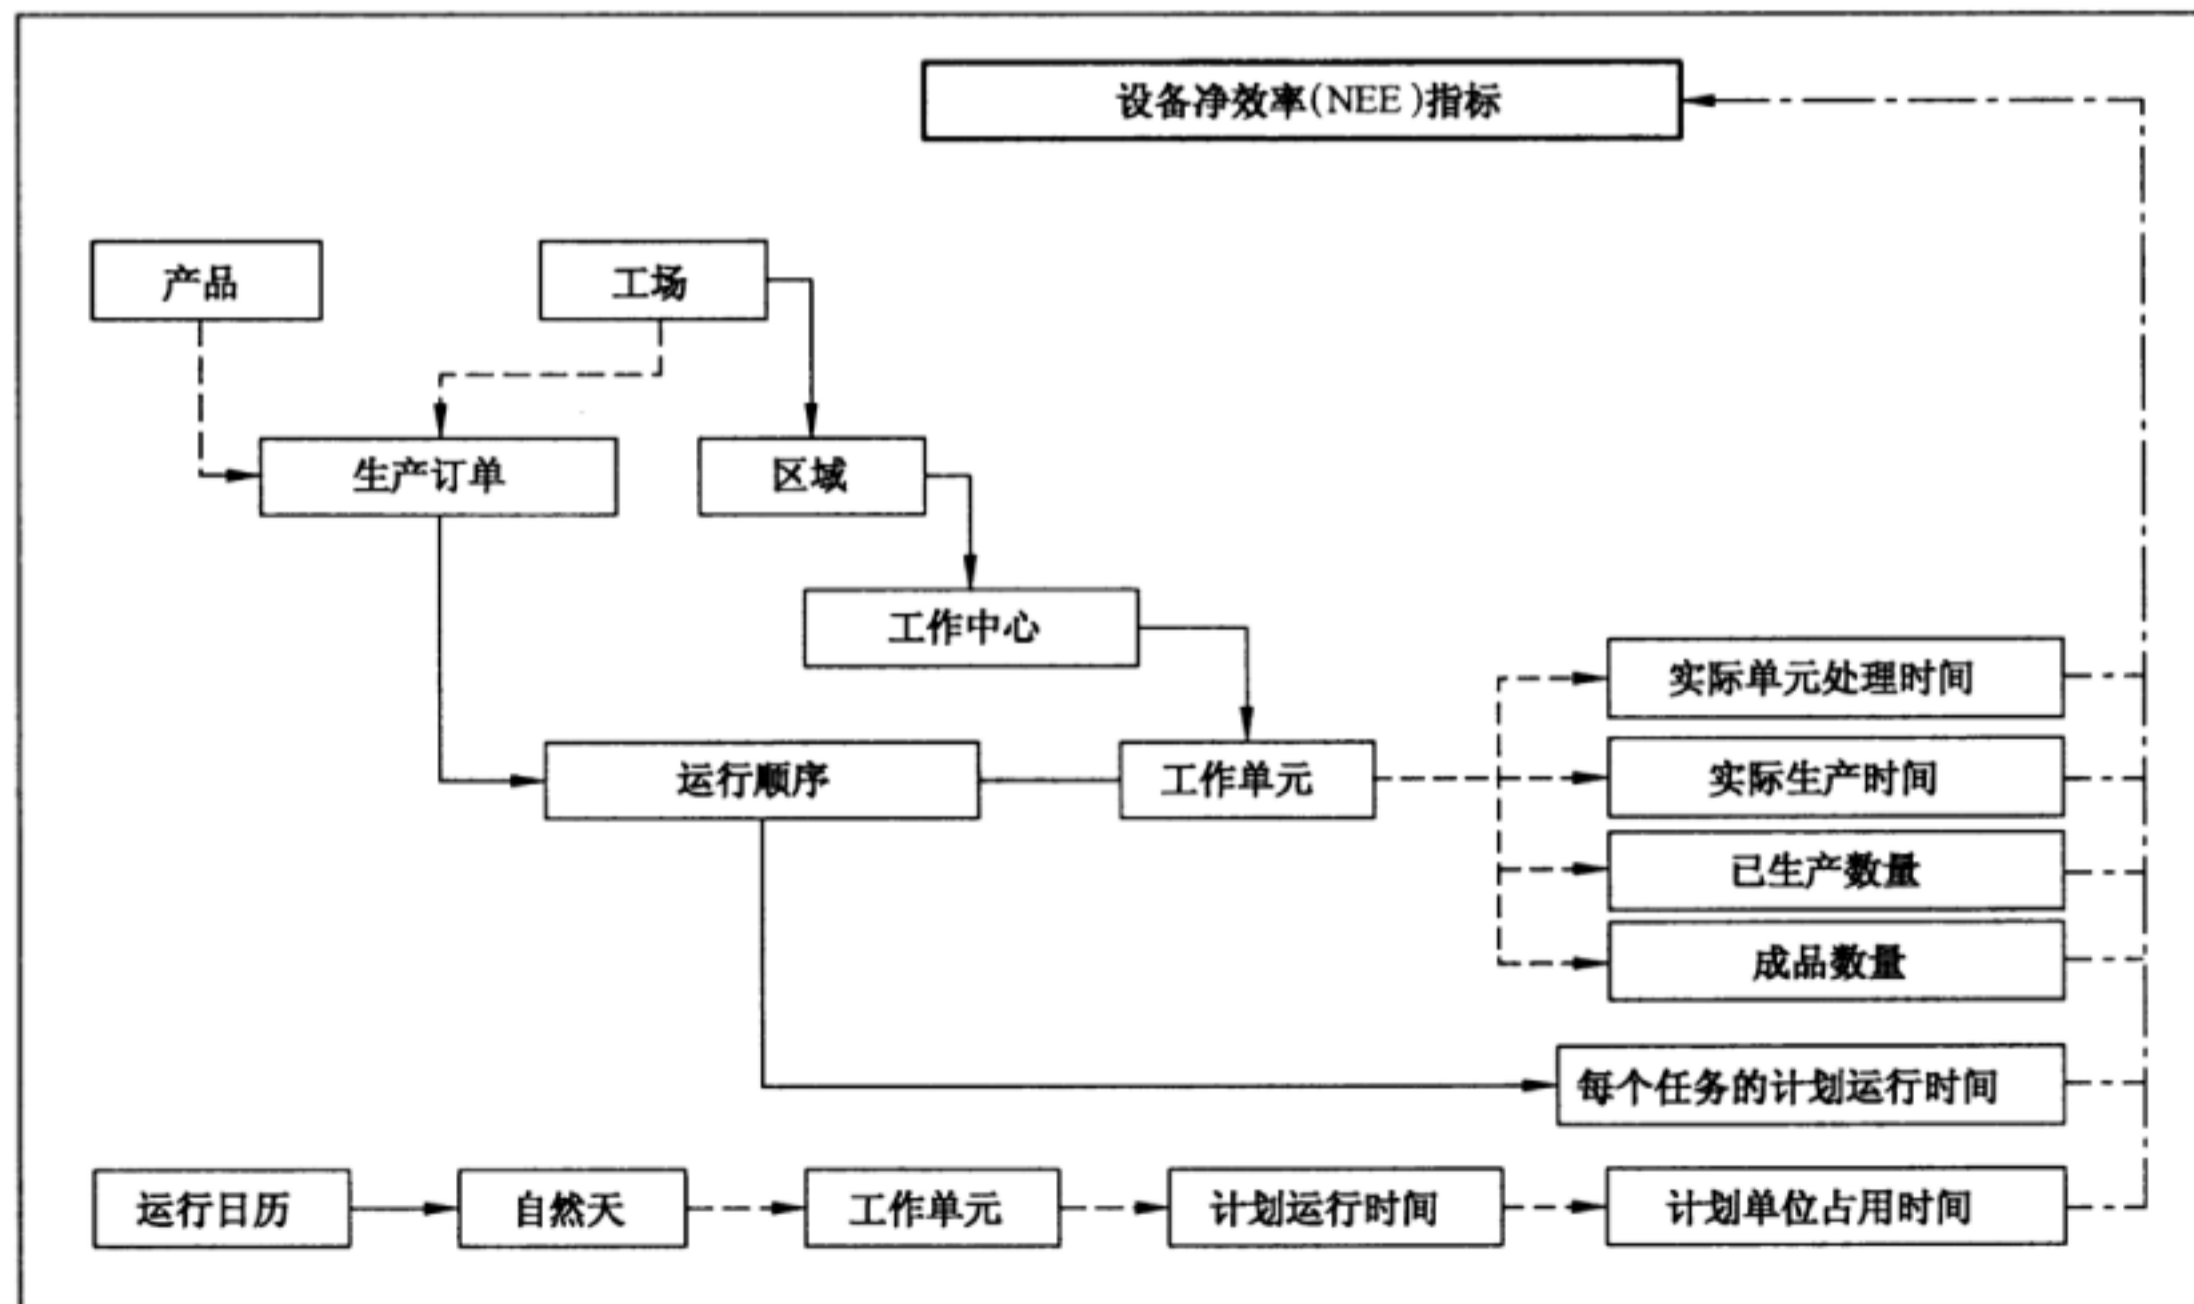 设备净效率(NEE)指标
产品
工场
生产订单
区域
工作中心
实际单元处理时间
运行顺序
工作单元
实际生产时间
已生产数量
成品数量
每个任务的计划运行时间
运行日历
自然天
工作单元
计划运行时间
计划单位占用时间